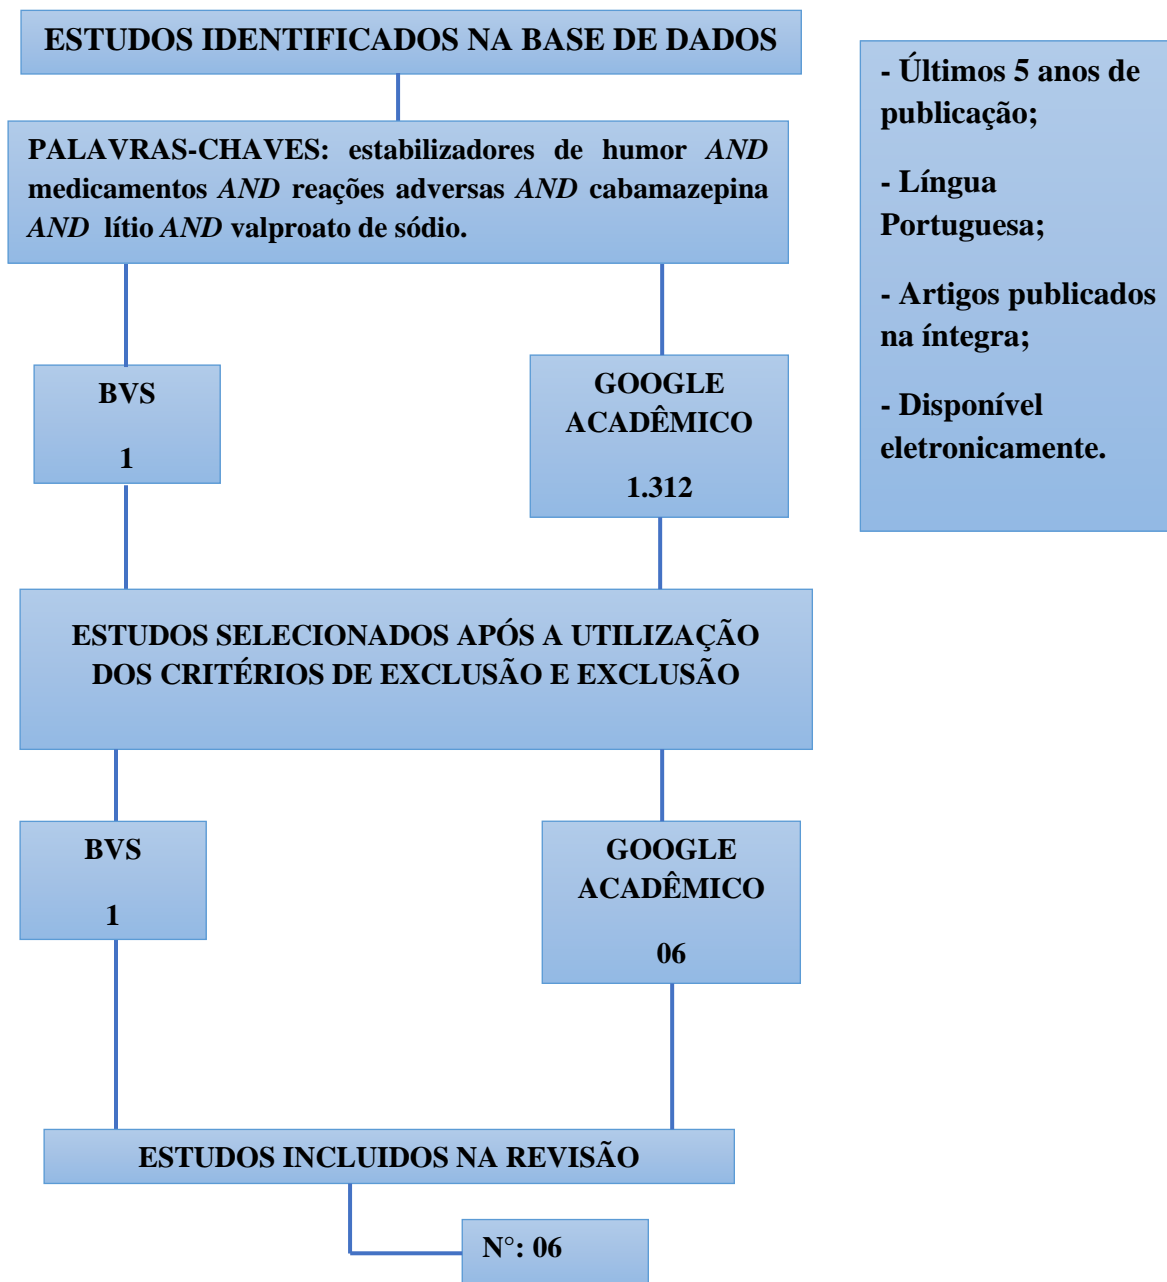 ESTUDOS IDENTIFICADOS NA BASE DE DADOS
PALAVRAS-CHAVES: estabilizadores de humor AND
medicamentos AND reações adversas AND cabamazepina
AND lítio AND valproato de sódio.
- Últimos 5 anos de
publicação;
- Língua
Portuguesa;
- Artigos publicados
na íntegra;
- Disponível
eletronicamente.
BVS
1
GOOGLE
ACADÊMICO
1.312
ESTUDOS SELECIONADOS APÓS A UTILIZAÇÃO
DOS CRITÉRIOS DE EXCLUSÃO E EXCLUSÃO
BVS
1
GOOGLE
ACADÊMICO
06
ESTUDOS INCLUIDOS NA REVISÃO
N°: 06